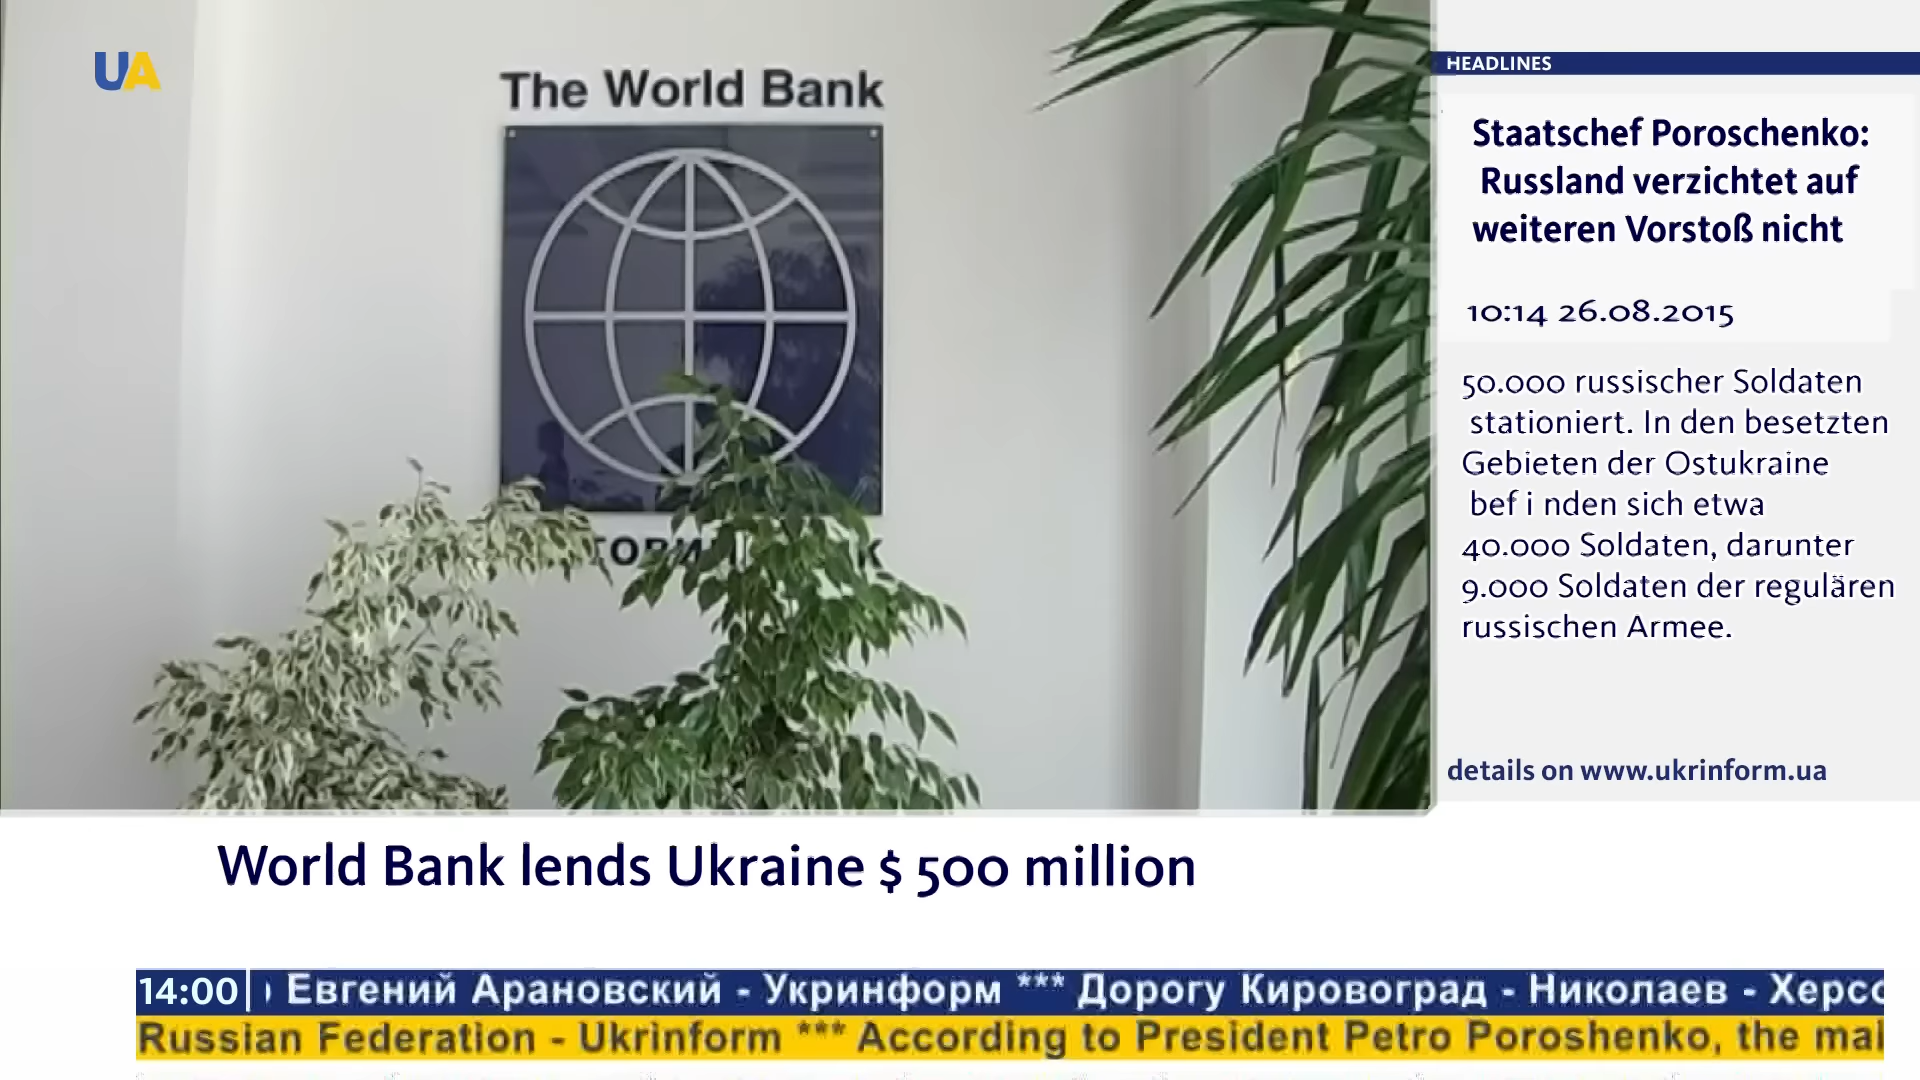 UA
The World Bank
HEADLINES
Staatschef Poroschenko:
Russland verzichtet auf
weiteren Vorstoß nicht
10:14 26.08.2015
50.000 russischer Soldaten
stationiert. In den besetzten
Gebieten der Ostukraine
bef i nden sich etwa
40.000 Soldaten, darunter
9.000 Soldaten der regulären
russischen Armee.
details on www.ukrinform.ua
World Bank lends Ukraine $ 500 million
14:00 Евгений Арановский - Укринформ *** Дорогу Кировоград - Николаев - Херсо
Russian Federation - Ukrinform *** According to President Petro Poroshenko, the mai